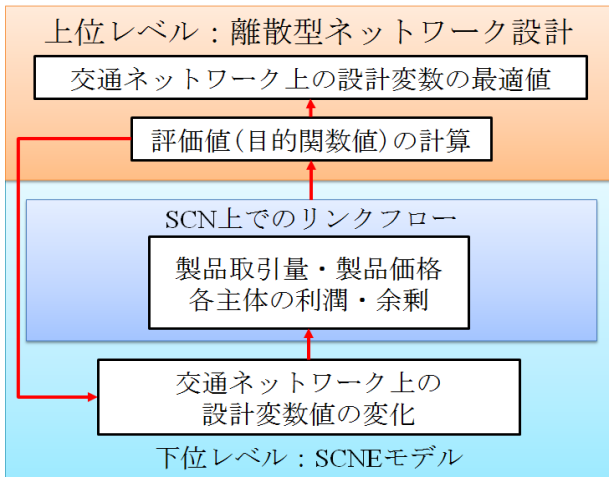 上位レベル：離散型ネットワーク設計
交通ネットワーク上の設計変数の最適値
評価値(目的関数値)の計算
SCN上でのリンクフロー
製品取引量・製品価格
各主体の利潤・余剰
交通ネットワーク上の
設計変数値の変化
下位レベル：SCNEモデル